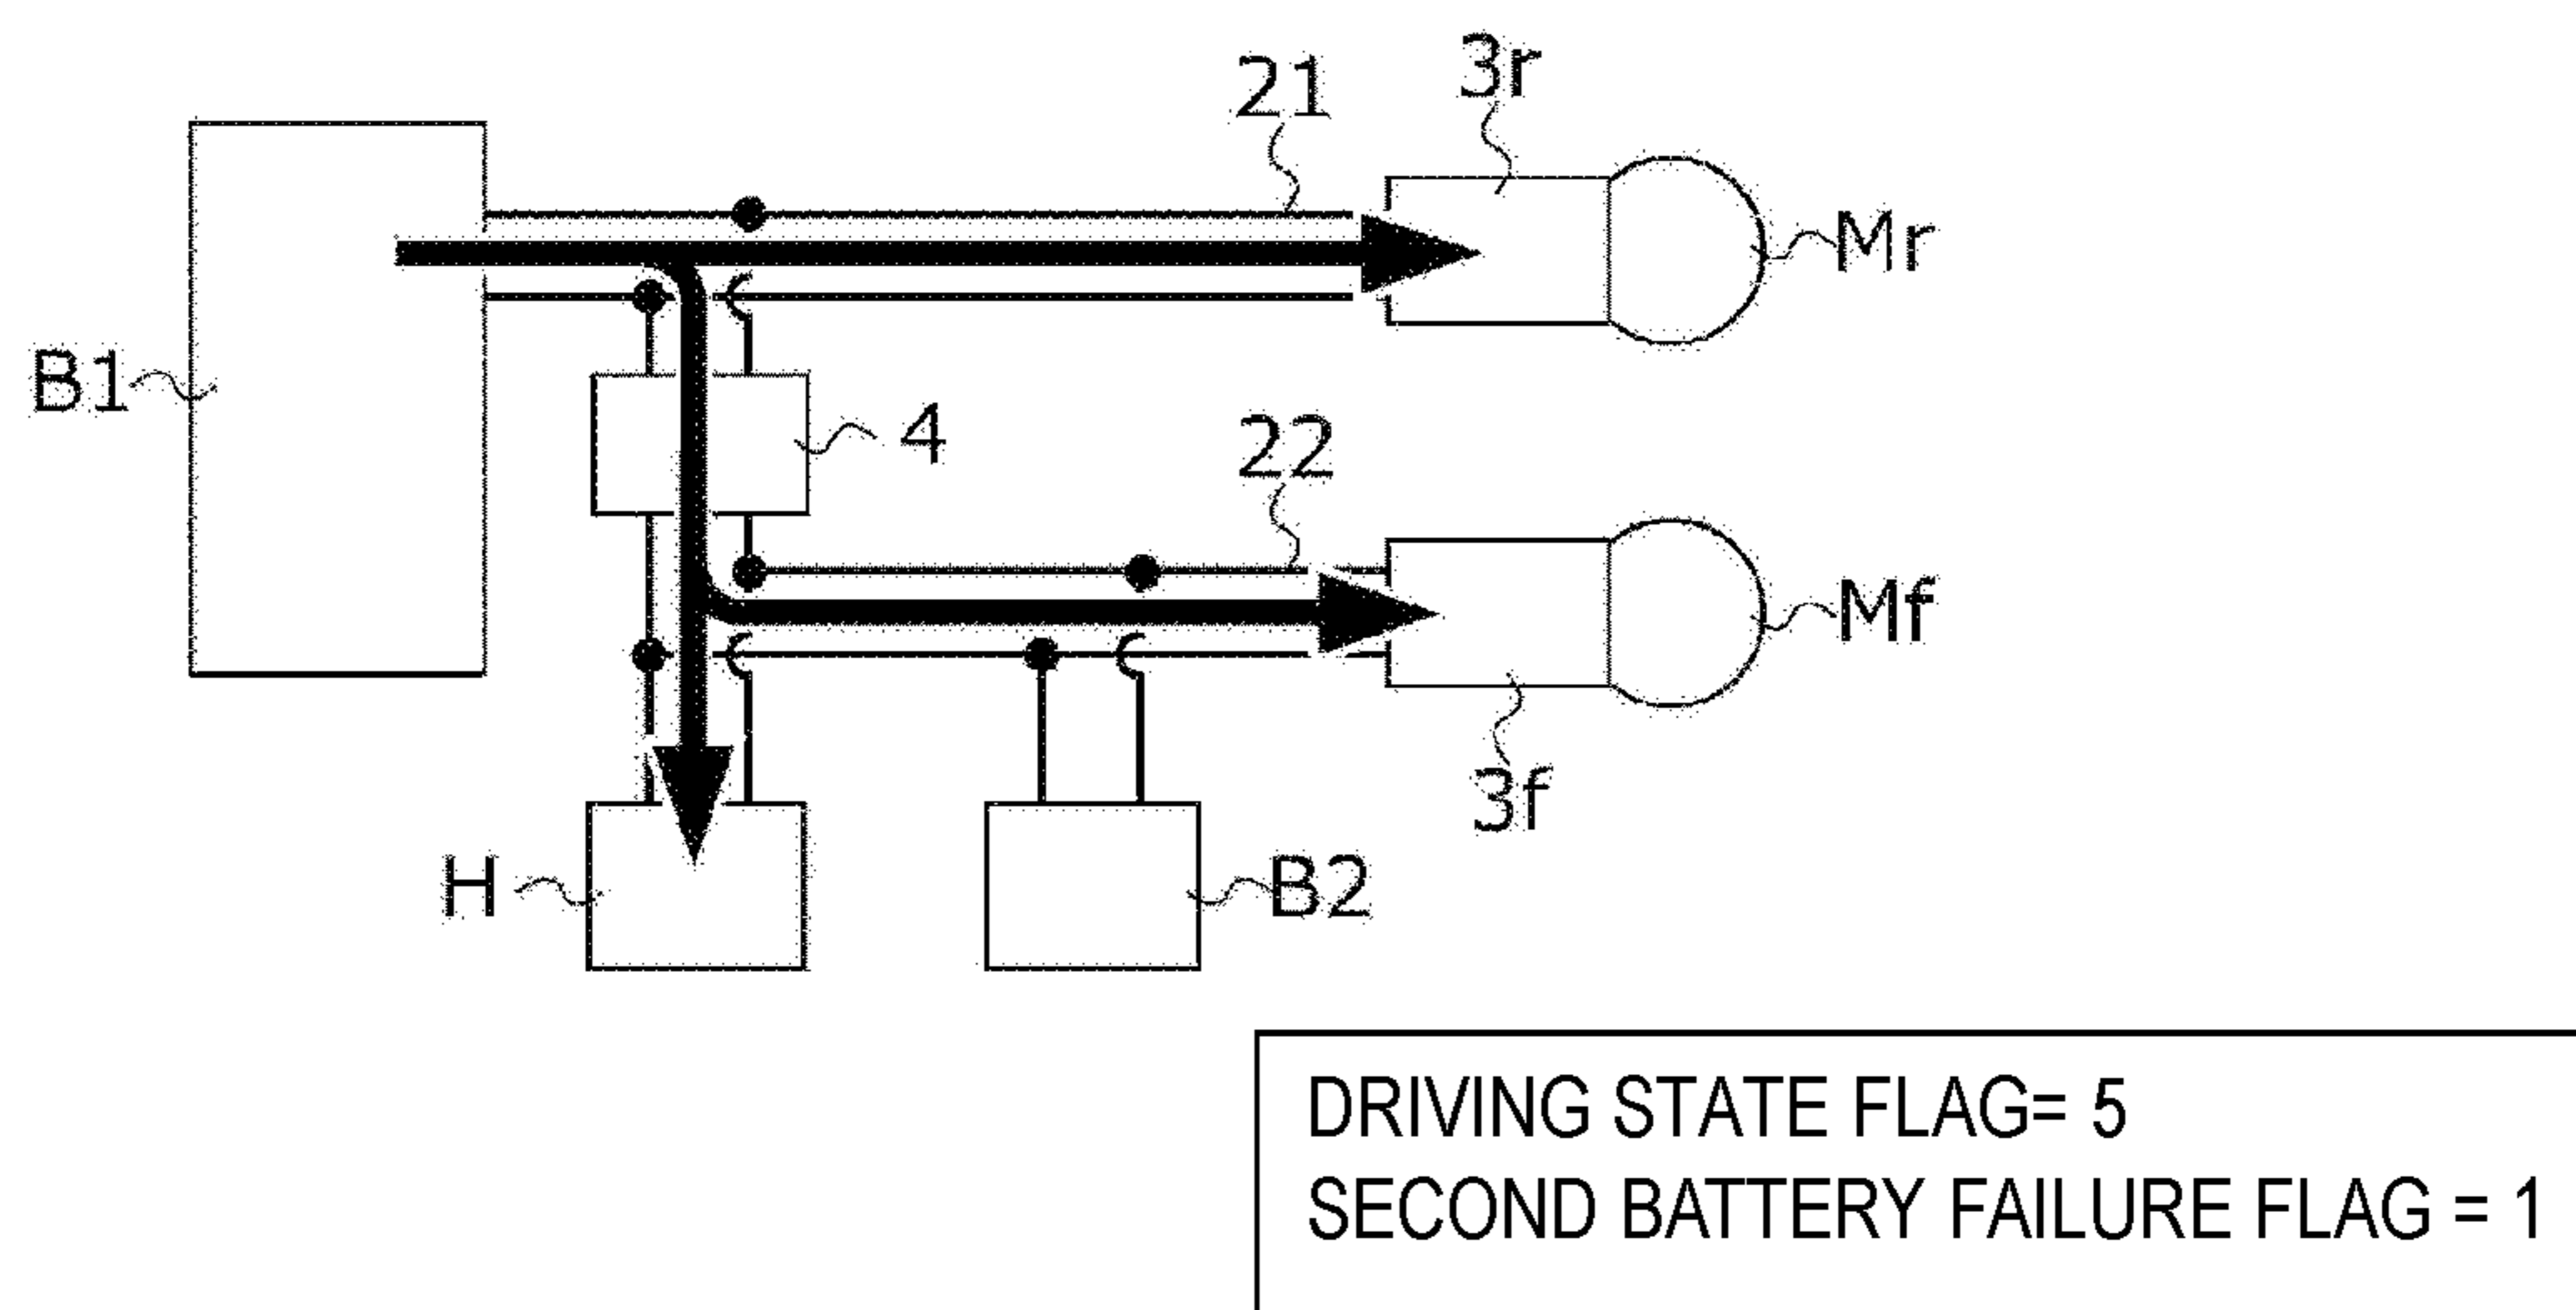 21
3r
Mr
B1
4
22
Mf
3f
H
B2
DRIVING STATE FLAG= 5
SECOND BATTERY FAILURE FLAG = 1